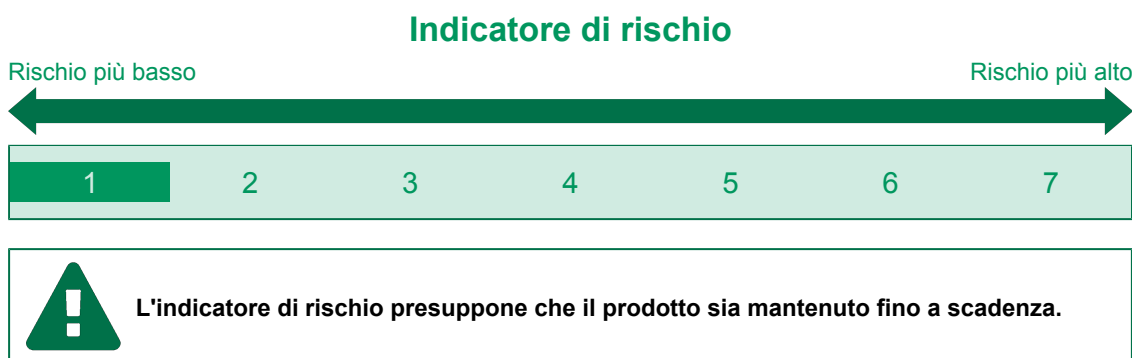 Indicatore di rischio
Rischio più basso
Rischio più alto
1 2 3 4 5 6 7
L'indicatore di rischio presuppone che il prodotto sia mantenuto fino a scadenza.